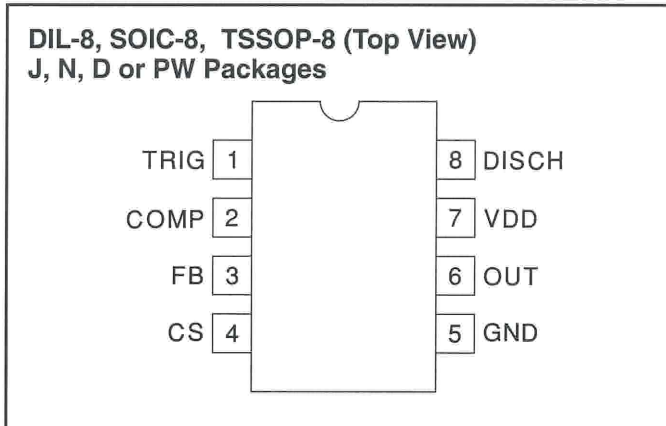 DIL-8, SOIC-8, TSSOP-8 (Top View)
J, N, D or PW Packages
TRIG 1 8 DISCH
COMP 2 7 VDD
FB 3 6 OUT
CS 4 5 GND